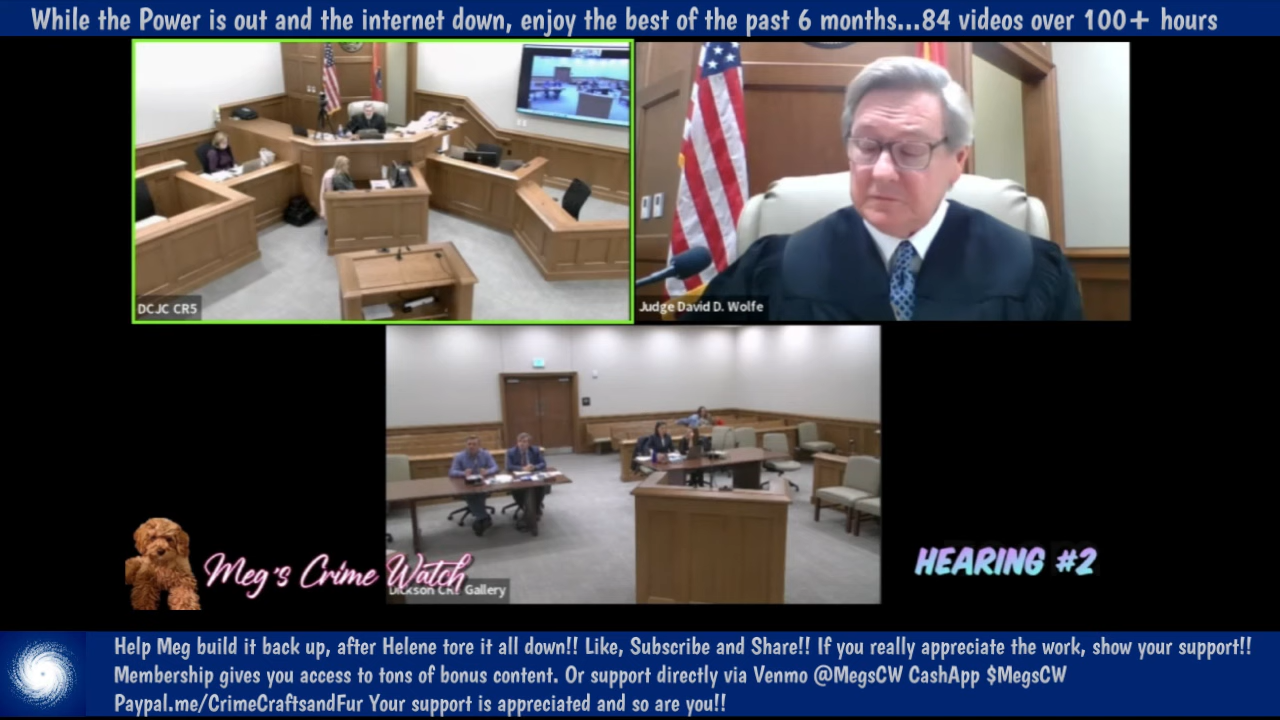 While the Power is out and the internet down, enjoy the best of the past 6 months...84 videos over 100+ hours
DCJC CR5
Judge David D. Wolfe
Meg's Crime Watch
Gallery
HEARING #2
Help Meg build it back up, after Helene tore it all down!! Like, Subscribe and Share!! If you really appreciate the work, show your support!!
Membership gives you access to tons of bonus content. Or support directly via Venmo @MegsCW CashApp $MegsCW
Paypal.me/CrimeCraftsandFur Your support is appreciated and so are you!!